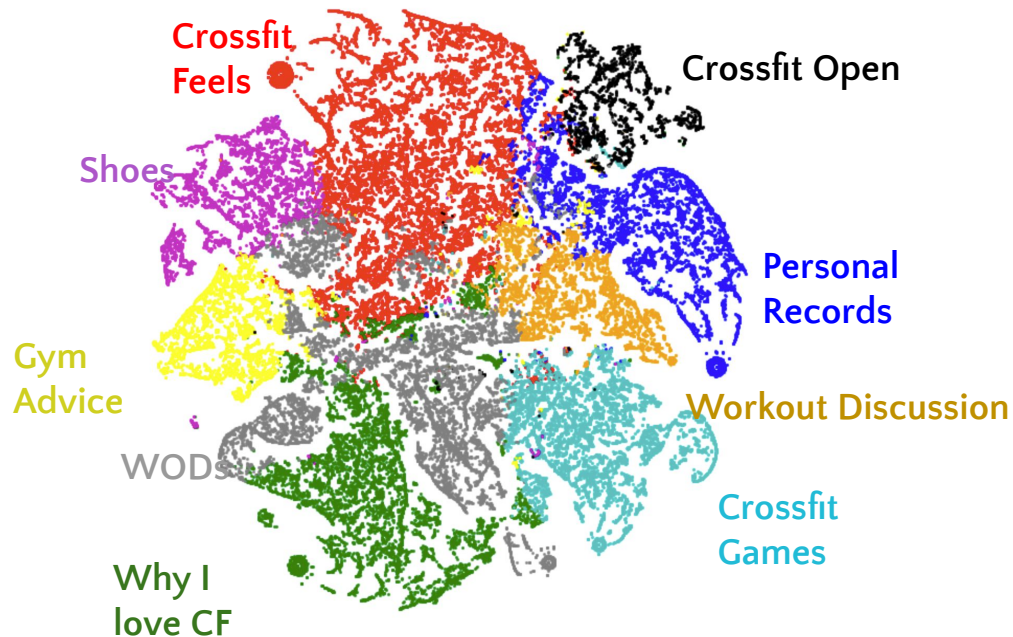 Crossfit
Feels
Crossfit Open
Shoes
Personal
Records
Gym
Advice
Workout Discussion
WODs
Crossfit
Games
Why I
love CF